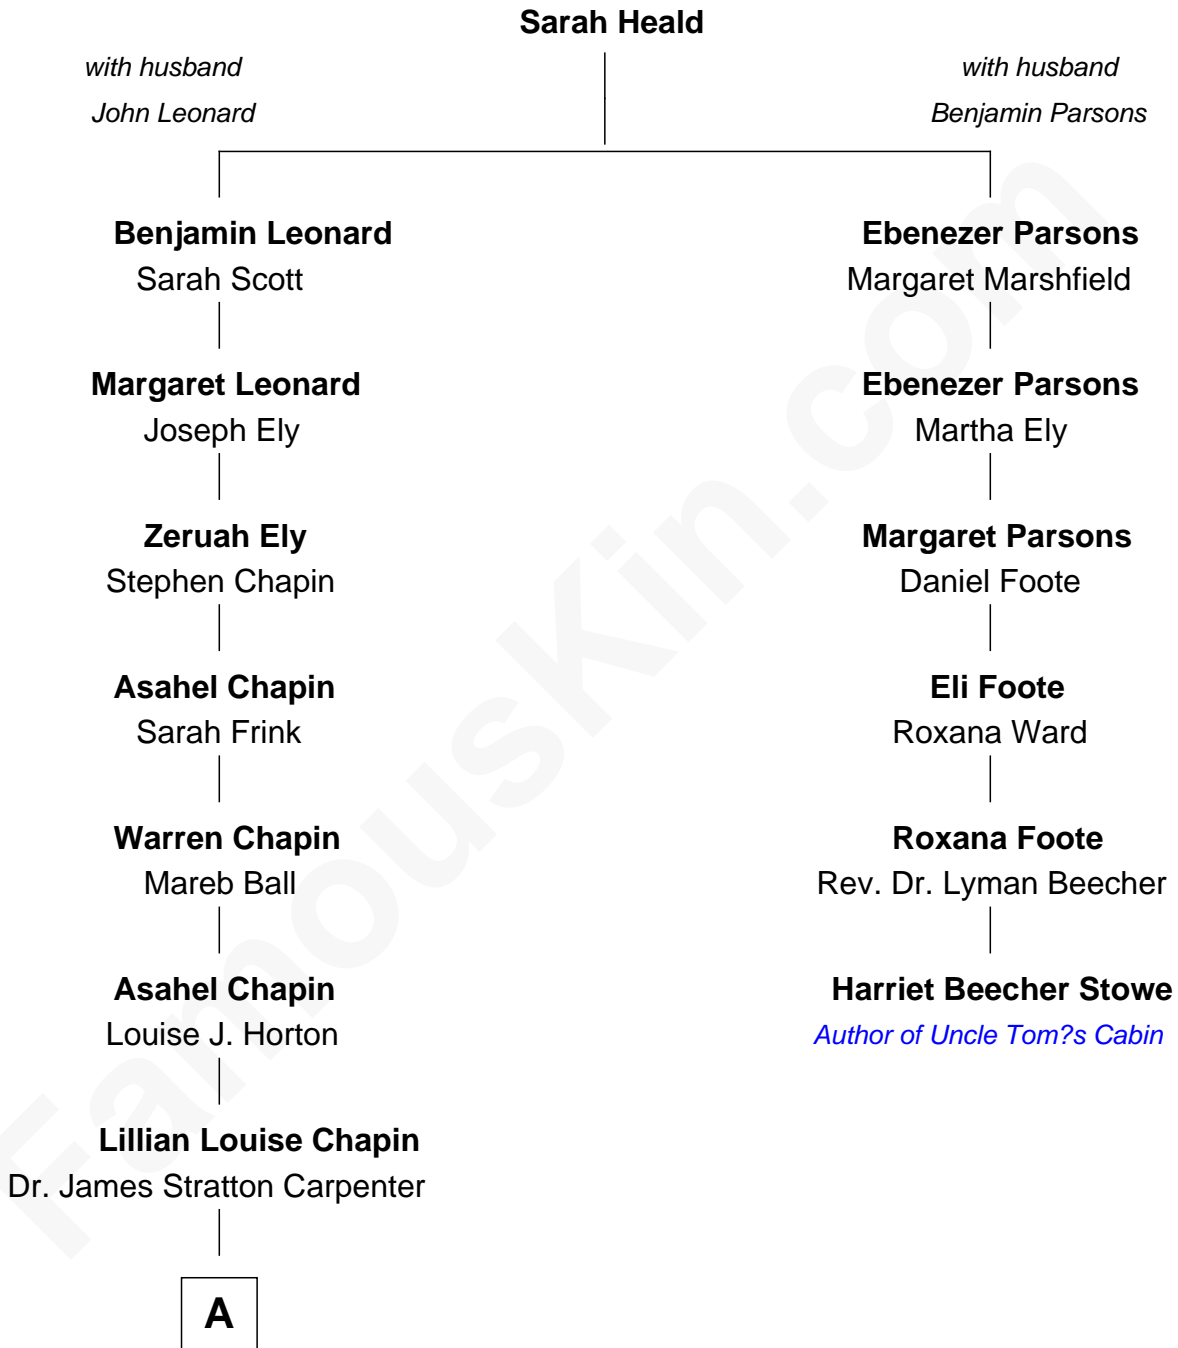 Sarah Heald
with husband
John Leonard
with husband
Benjamin Parsons
Benjamin Leonard
Sarah Scott
Ebenezer Parsons
Margaret Marshfield
Margaret Leonard
Joseph Ely
Ebenezer Parsons
Martha Ely
Zeruah Ely
Stephen Chapin
Margaret Parsons
Daniel Foote
Asahel Chapin
Sarah Frink
Eli Foote
Roxana Ward
Warren Chapin
Mareb Ball
Roxana Foote
Rev. Dr. Lyman Beecher
Asahel Chapin
Louise J. Horton
Harriet Beecher Stowe
Author of Uncle Tom?s Cabin
Lillian Louise Chapin
Dr. James Stratton Carpenter
A
FamousKin.com